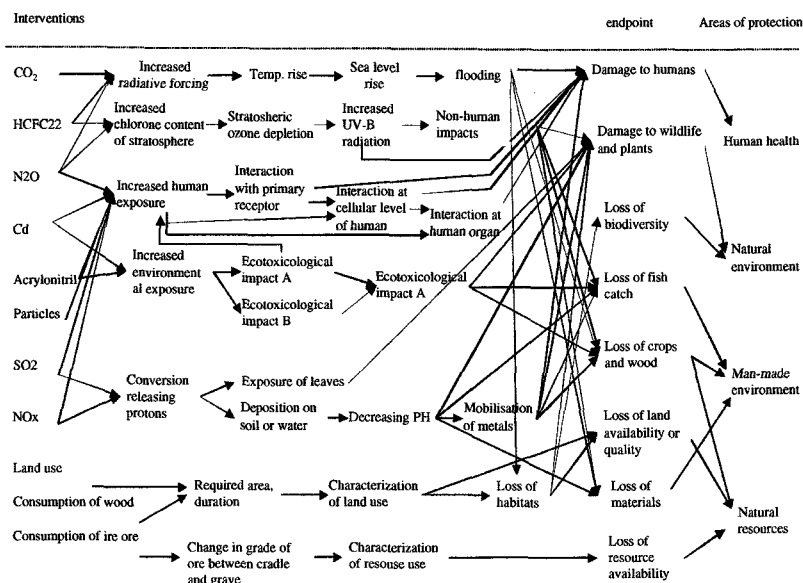 Interventions
endpoint
Areas of protection
CO2
Increased
radiative forcing
Temp. rise
Sea level
rise
flooding
Damage to humans
HCFC22
Increased
chlorone content
of stratosphere
Stratosheric
ozone depletion
Increased
UV-B
radiation
Non-human
impacts
Damage to wildlife
and plants
Human health
N2O
Increased human
exposure
Interaction
with primary
receptor
Interaction at
cellular level
of human
Interaction at
human organ
Loss of
biodiversity
Cd
Increased
environment
al exposure
Ecotoxicological
impact A
Ecotoxicological
impact B
Ecotoxicological
impact A
Natural
environment
Acrylonitril
Loss of fish
catch
Particles
Loss of crops
and wood
SO2
Conversion
releasing
protons
Exposure of leaves
Man-made
environment
NOx
Deposition on
soil or water
Decreasing PH
Mobilisation
of metals
Loss of land
availability or
quality
Land use
Consumption of wood
Required area,
duration
Characterization
of land use
Loss of
habitats
Loss of
materials
Natural
resources
Consumption of ire ore
Change in grade of
ore between cradle
and grave
Characterization
of resouse use
Loss of
resource
availability